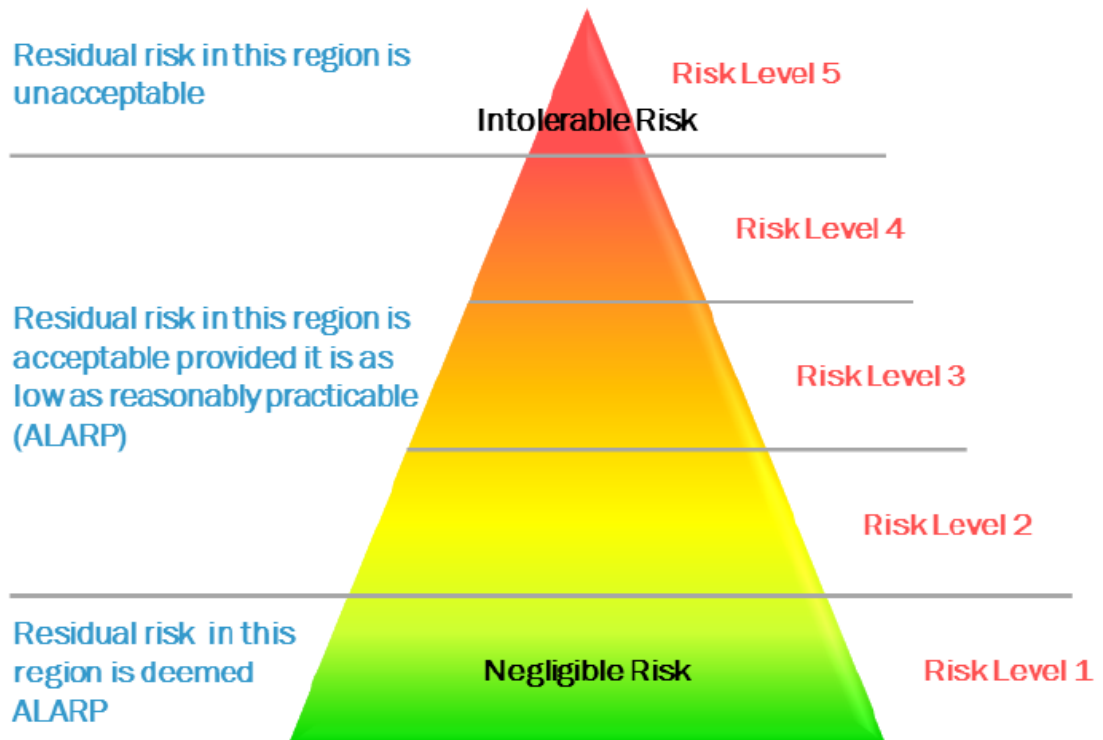 Residual risk in this region is
unacceptable
Risk Level 5
Intolerable Risk
Risk Level 4
Residual risk in this region is
acceptable provided it is as
low as reasonably practicable
(ALARP)
Risk Level 3
Risk Level 2
Residual risk in this
region is deemed
ALARP
Negligible Risk
Risk Level 1